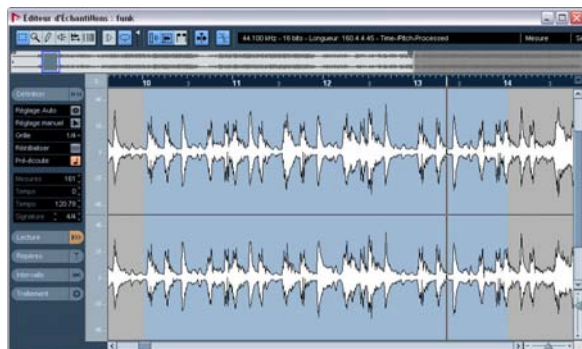 Editeur d'Échantillons : funk
44.100 kHz - 16 bits - Longueur: 160.4.4.45 - Time-/Pitch-Processed
Mesure
10 11 12 13 14
Définition
Réglage Auto
Réglage manuel
Grille 1/4
Réinitialiser
Pré-écoute
Mesures 161
Temps 0
Tempo 120.79
Signature 4/4
Lecture
Repères
Intervalls
Traitement